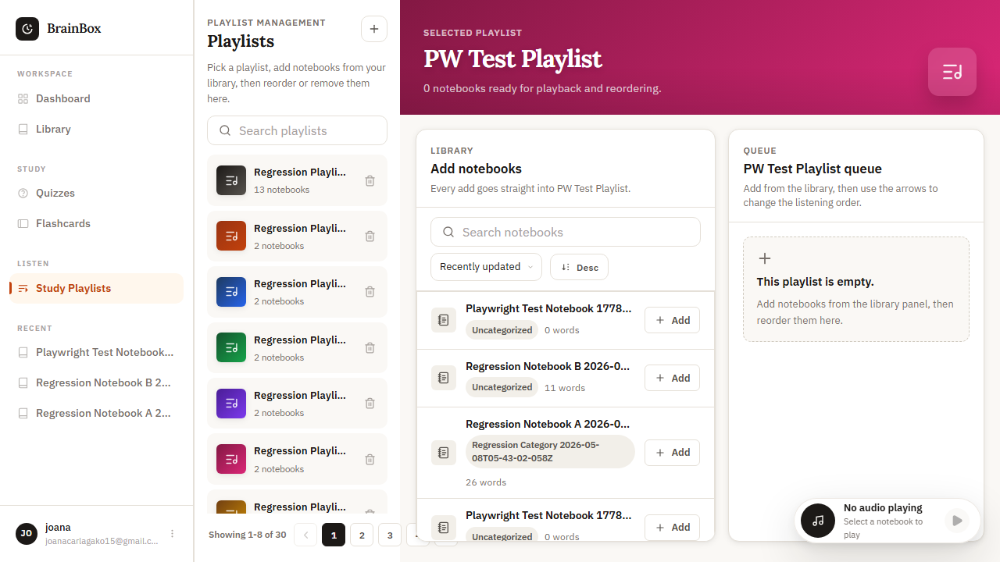 BrainBox
WORKSPACE
Dashboard
Library
STUDY
Quizzes
Flashcards
LISTEN
Study Playlists
RECENT
Playwright Test Notebook...
Regression Notebook B 2...
Regression Notebook A 2...
JO
joana
joanacarlagako15@gmail.c...
PLAYLIST MANAGEMENT
Playlists
Pick a playlist, add notebooks from your
library, then reorder or remove them
here.
Search playlists
Regression Playli...
13 notebooks
Regression Playli...
2 notebooks
Regression Playli...
2 notebooks
Regression Playli...
2 notebooks
Regression Playli...
2 notebooks
Regression Playli...
2 notebooks
Regression Playli...
Showing 1-8 of 30
1
2
3
SELECTED PLAYLIST
PW Test Playlist
0 notebooks ready for playback and reordering.
LIBRARY
Add notebooks
Every add goes straight into PW Test Playlist.
Search notebooks
Recently updated
Desc
Playwright Test Notebook 1778...
Uncategorized 0 words
Add
Regression Notebook B 2026-0...
Uncategorized 11 words
Add
Regression Notebook A 2026-0...
Regression Category 2026-05-
08T05-43-02-058Z
26 words
Add
Playwright Test Notebook 1778...
Uncategorized 0 words
Add
QUEUE
PW Test Playlist queue
Add from the library, then use the arrows to
change the listening order.
This playlist is empty.
Add notebooks from the library panel, then
reorder them here.
No audio playing
Select a notebook to
play